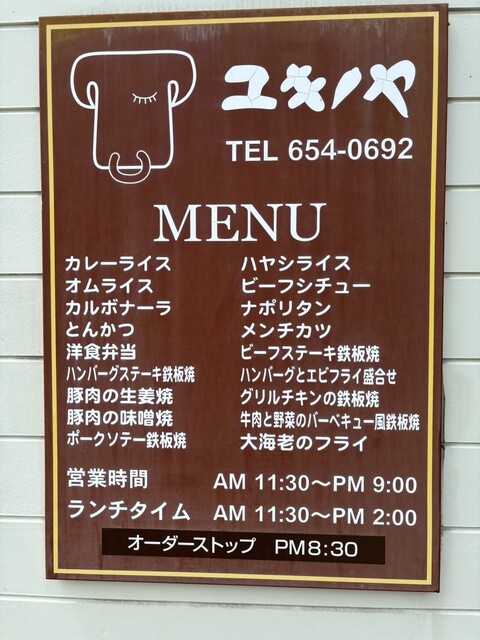 ユキノヤ
TEL 654-0692
MENU
カレーライス
オムライス
カルボナーラ
とんかつ
洋食弁当
ハンバーグステーキ鉄板焼
豚肉の生姜焼
豚肉の味噌焼
ポークソテー鉄板焼
ハヤシライス
ビーフシチュー
ナポリタン
メンチカツ
ビーフステーキ鉄板焼
ハンバーグとエビフライ盛合せ
グリルチキンの鉄板焼
牛肉と野菜のバーベキュー風鉄板焼
大海老のフライ
営業時間 AM 11:30〜PM 9:00
ランチタイム AM 11:30〜PM 2:00
オーダーストップ PM8:30